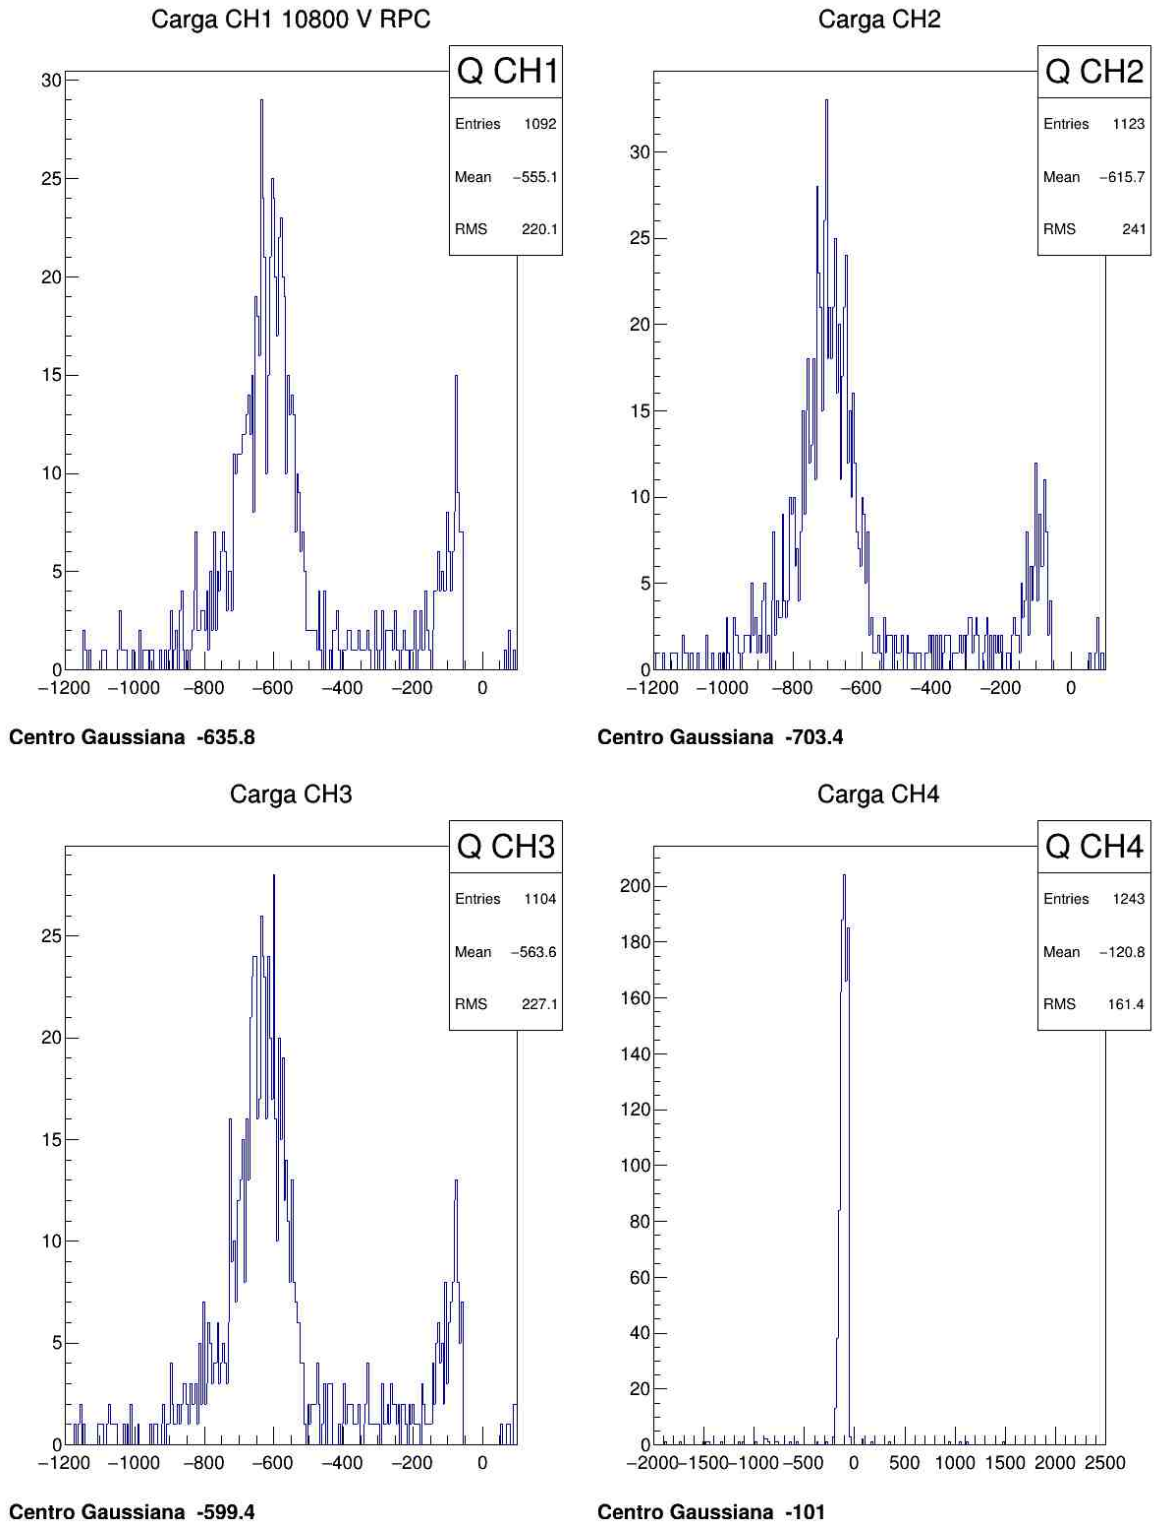 Carga CH1 10800 V RPC
Q CH1
Entries 1092
Mean −555.1
RMS 220.1
30
25
20
15
10
5
0
−1200 −1000 −800 −600 −400 −200 0
Centro Gaussiana -635.8
Carga CH2
Q CH2
Entries 1123
Mean −615.7
RMS 241
30
25
20
15
10
5
0
−1200 −1000 −800 −600 −400 −200 0
Centro Gaussiana -703.4
Carga CH3
Q CH3
Entries 1104
Mean −563.6
RMS 227.1
25
20
15
10
5
0
−1200 −1000 −800 −600 −400 −200 0
Centro Gaussiana -599.4
Carga CH4
Q CH4
Entries 1243
Mean −120.8
RMS 161.4
200
180
160
140
120
100
80
60
40
20
0
−2000 −1500 −1000 −500 0 500 1000 1500 2000 2500
Centro Gaussiana -101